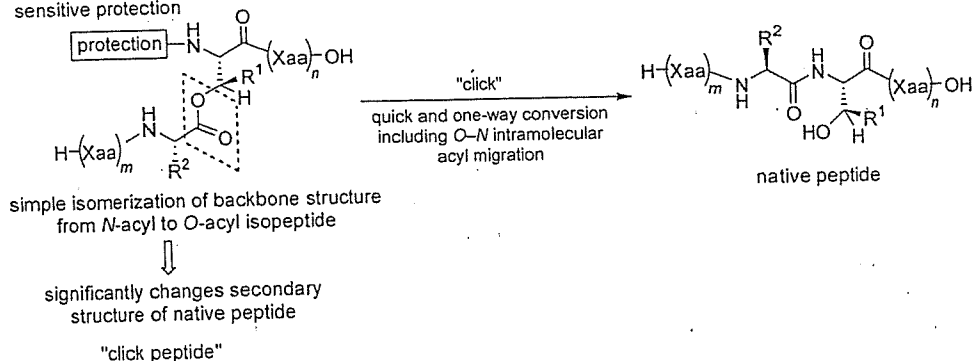 sensitive protection
protection
H
N
O
(Xaa)n-OH
R1
H
O
H
N
O
H-(Xaa)m
R2
simple isomerization of backbone structure
from N-acyl to O-acyl isopeptide
significantly changes secondary
structure of native peptide
"click peptide"
"click"
quick and one-way conversion
including O–N intramolecular
acyl migration
R2
H
N
O
H-(Xaa)m
N
H
O
(Xaa)n-OH
R1
HO
H
native peptide